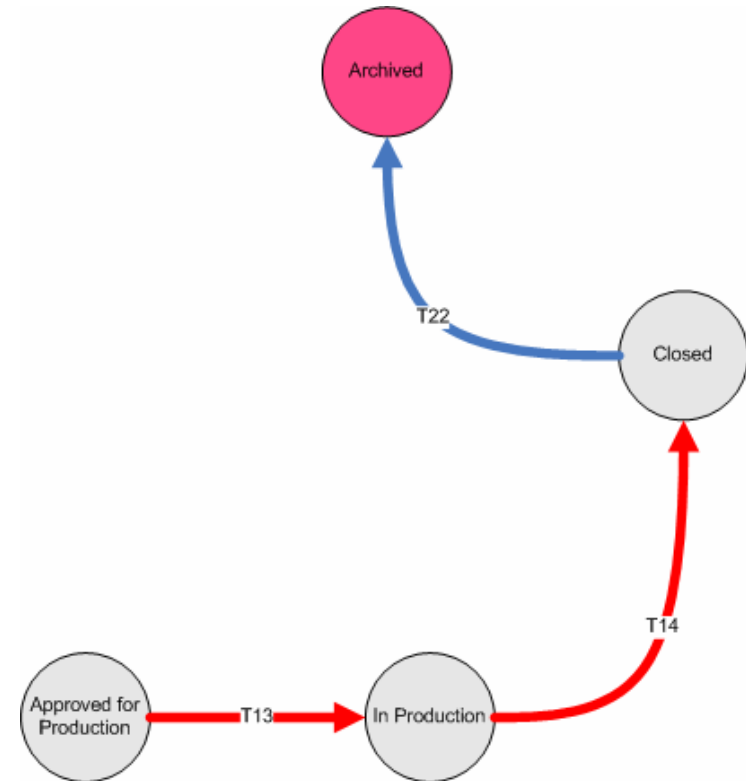 Archived
T22
Closed
T14
Approved for
Production
T13
In Production